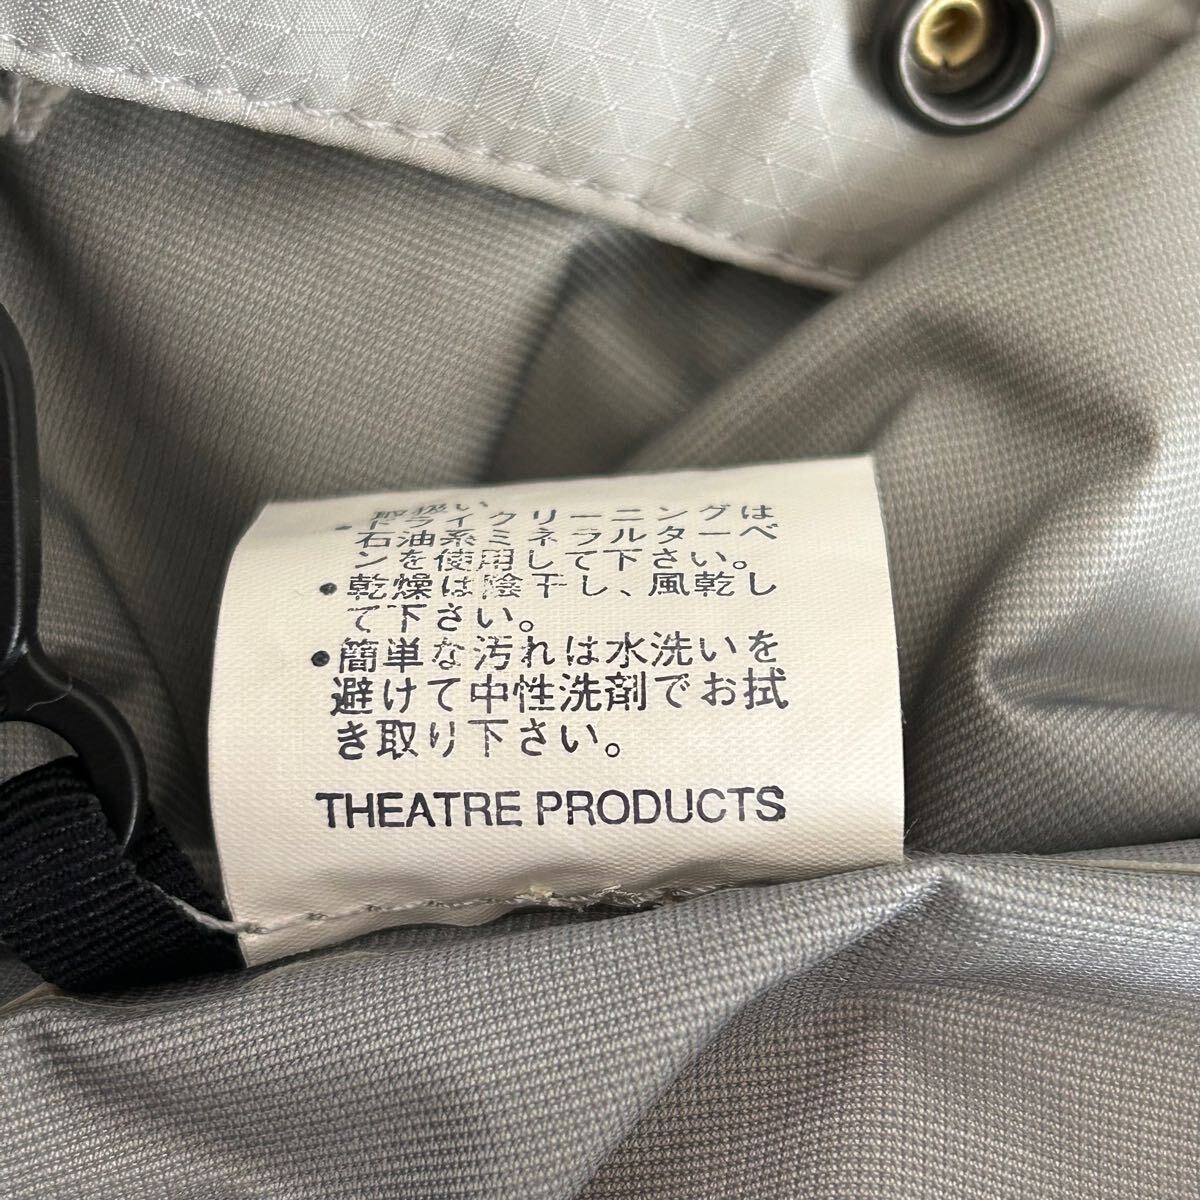 取扱い
・ドライクリーニングは
石油系ミネラルターペ
ンを使用して下さい。
●乾燥は陰干し、風乾し
て下さい。
●簡単な汚れは水洗いを
避けて中性洗剤でお拭
き取り下さい。
THEATRE PRODUCTS